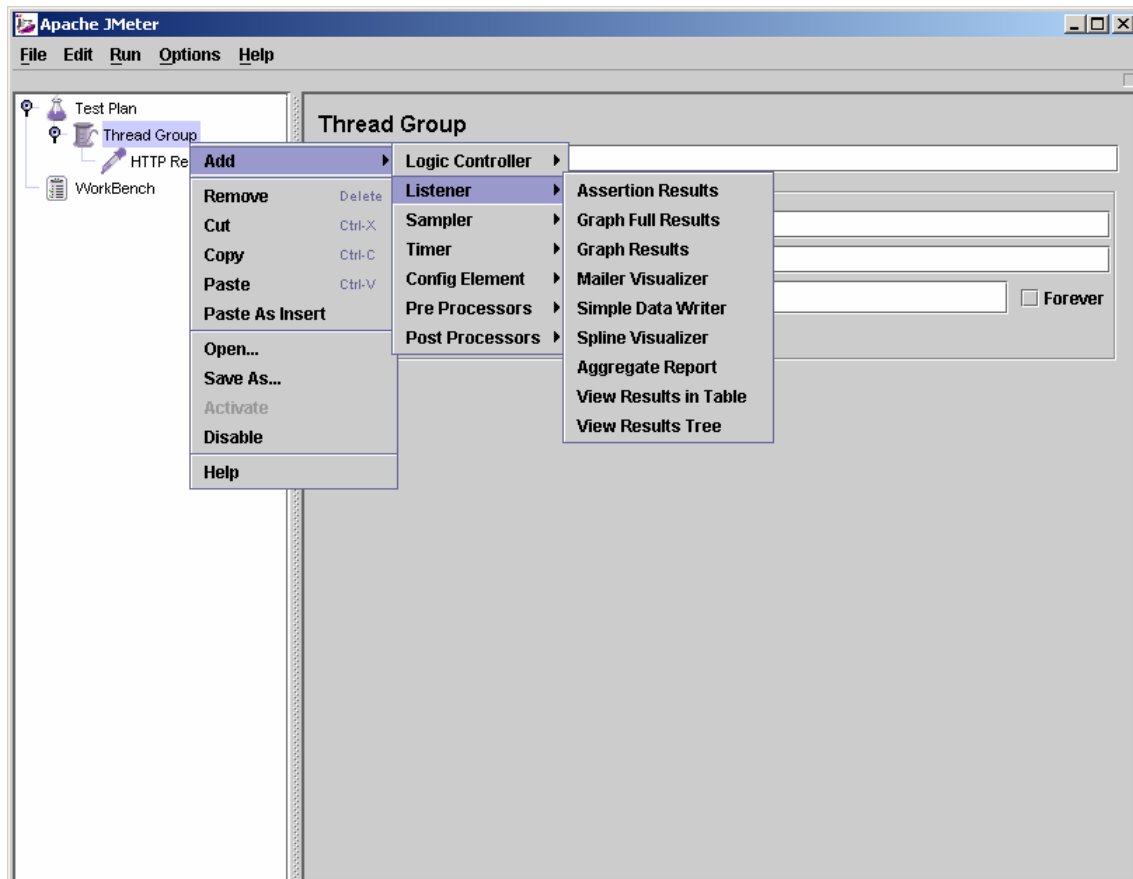 Apache JMeter
File Edit Run Options Help
Test Plan
Thread Group
HTTP Re
WorkBench
Thread Group
Add
Remove Delete
Cut Ctrl-X
Copy Ctrl-C
Paste Ctrl-V
Paste As Insert
Open...
Save As...
Activate
Disable
Help
Logic Controller
Listener
Sampler
Timer
Config Element
Pre Processors
Post Processors
Assertion Results
Graph Full Results
Graph Results
Mailer Visualizer
Simple Data Writer
Spline Visualizer
Aggregate Report
View Results in Table
View Results Tree
Forever